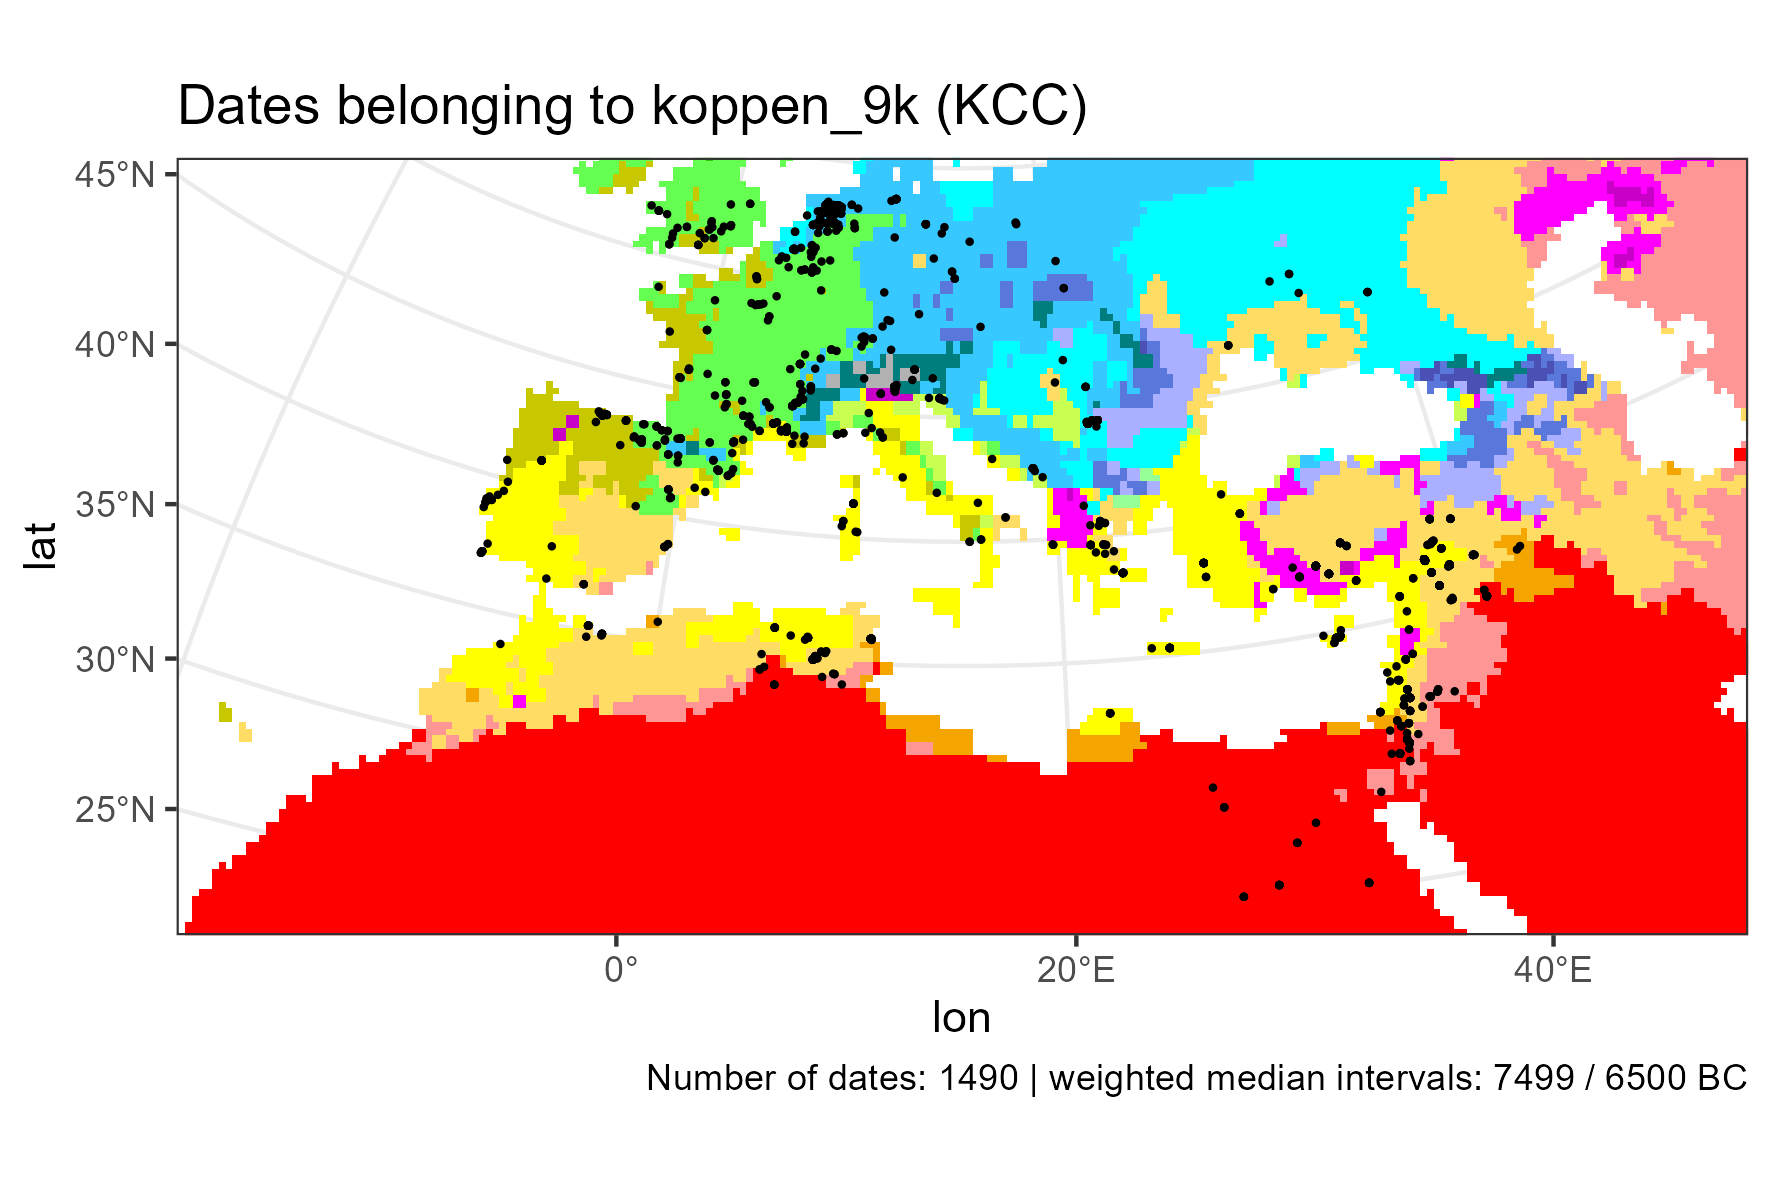 Dates belonging to koppen_9k (KCC)
45°N
40°N
35°N
30°N
25°N
lat
0°
20°E
40°E
lon
Number of dates: 1490 | weighted median intervals: 7499 / 6500 BC